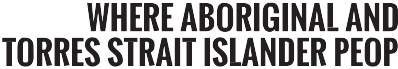 WHERE ABORIGINAL AND
TORRES STRAIT ISLANDER PEOP